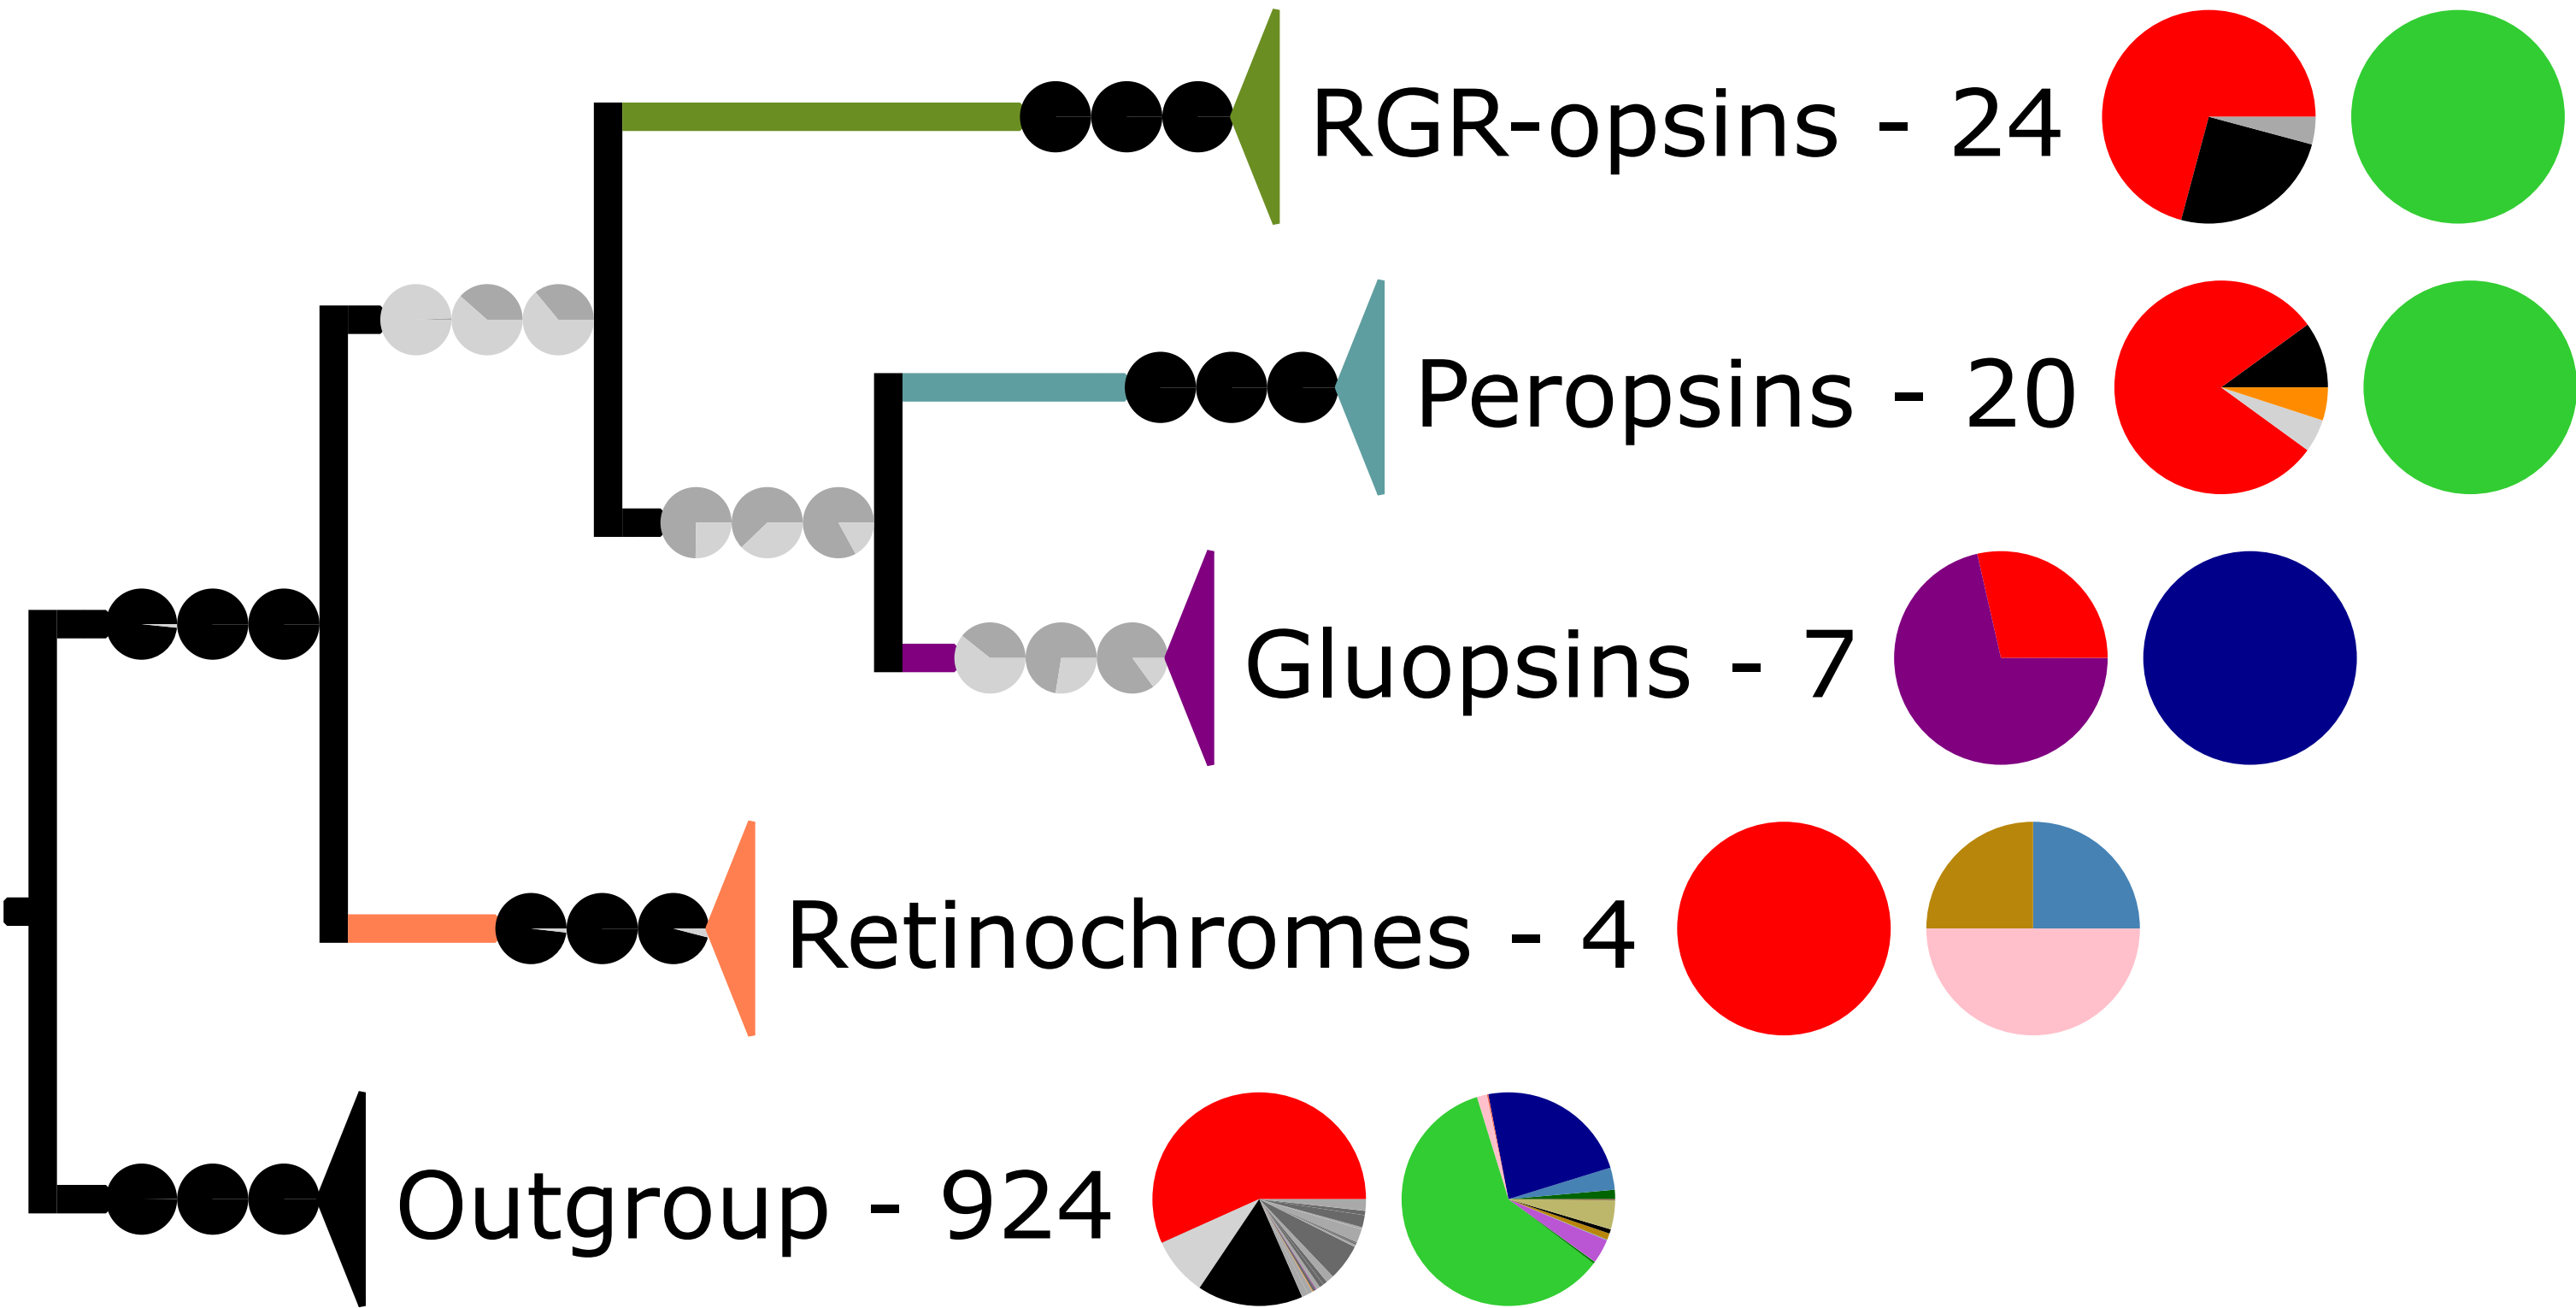 RGR-opsins - 24
Peropsins - 20
Gluopsins - 7
Retinochromes - 4
Outgroup - 924